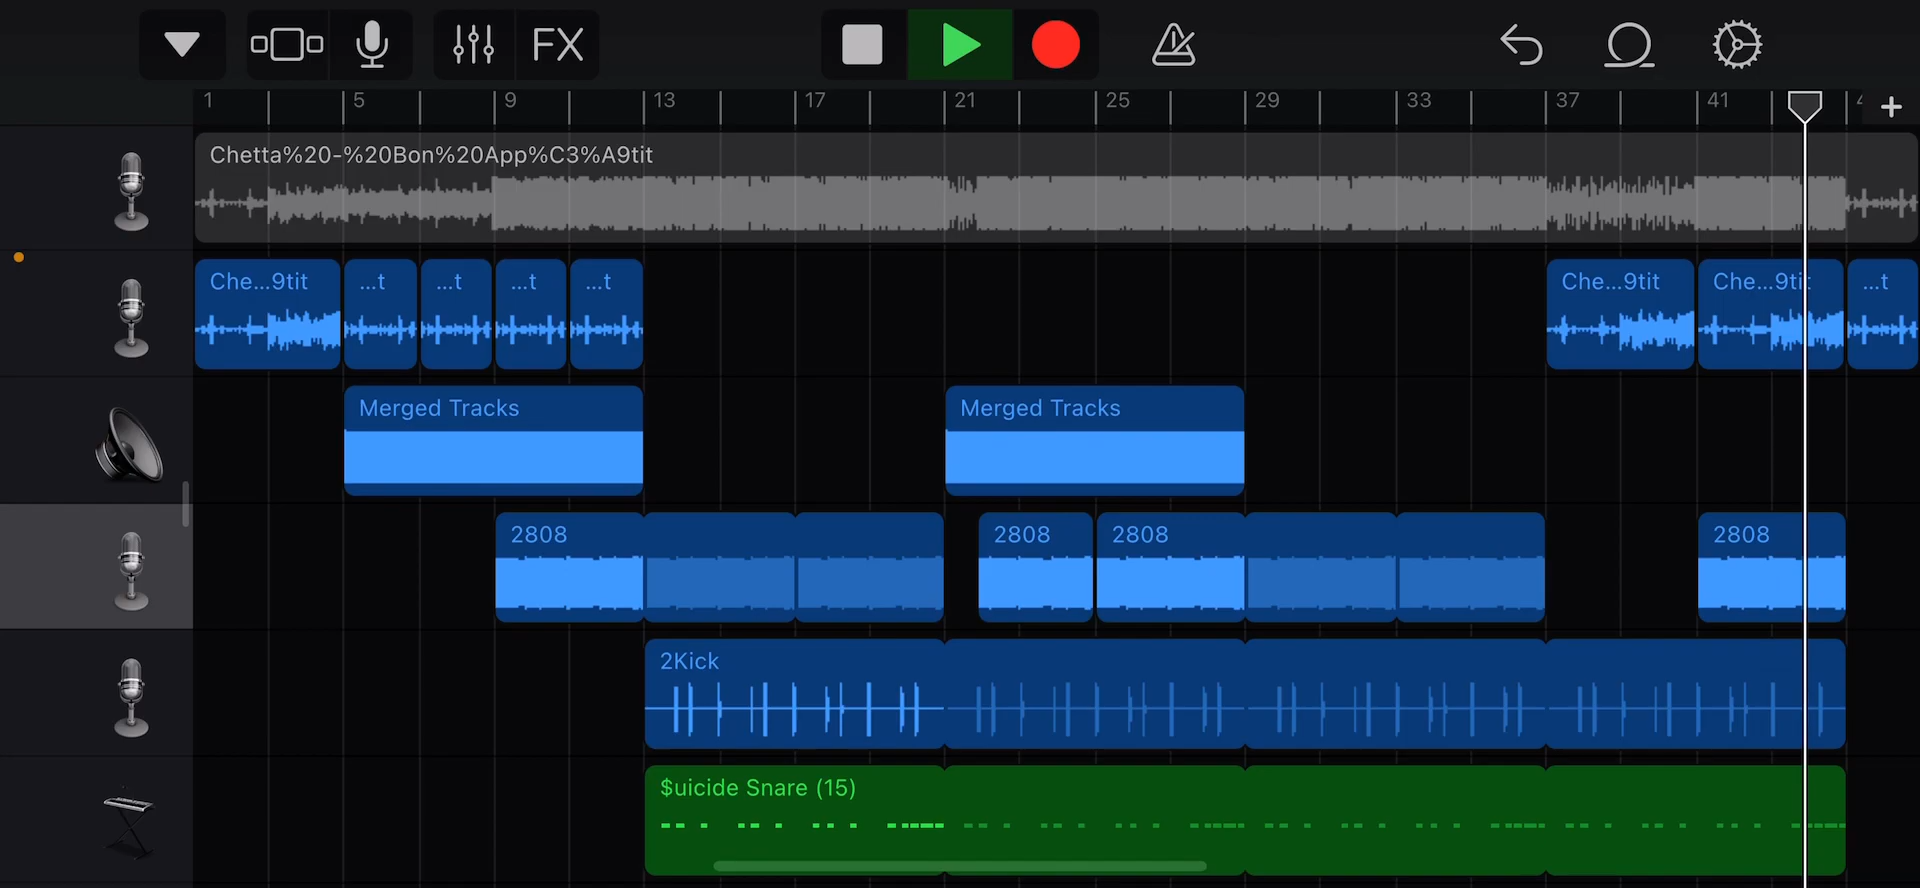 FX
1 5 9 13 17 21 25 29 33 37 41
Chetta%20-%20Bon%20App%C3%A9tit
Che...9tit ...t ...t ...t ...t Che...9tit Che...9tit ...t
Merged Tracks Merged Tracks
2808 2808 2808 2808
2Kick
$uicide Snare (15)